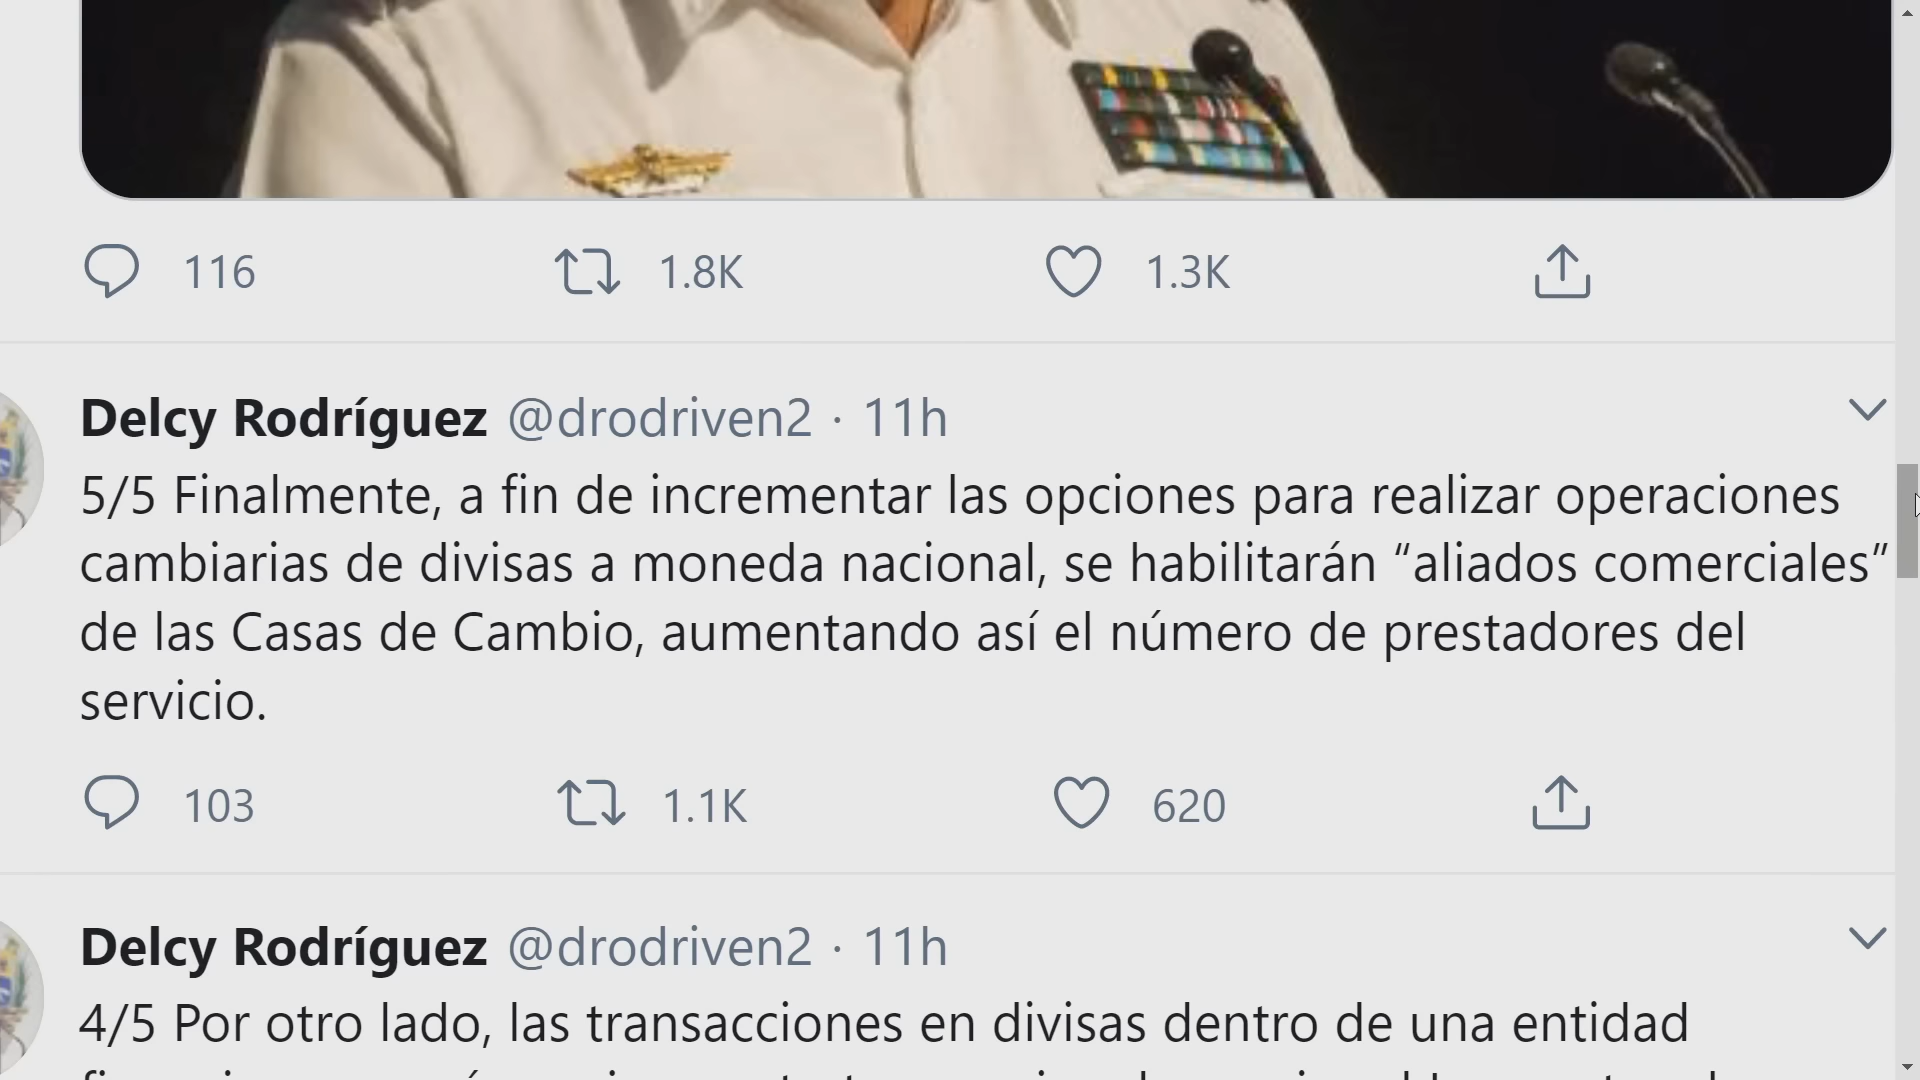 116 1.8K 1.3K
Delcy Rodríguez @drodriven2 · 11h
5/5 Finalmente, a fin de incrementar las opciones para realizar operaciones
cambiarias de divisas a moneda nacional, se habilitarán “aliados comerciales”
de las Casas de Cambio, aumentando así el número de prestadores del
servicio.
103 1.1K 620
Delcy Rodríguez @drodriven2 · 11h
4/5 Por otro lado, las transacciones en divisas dentro de una entidad